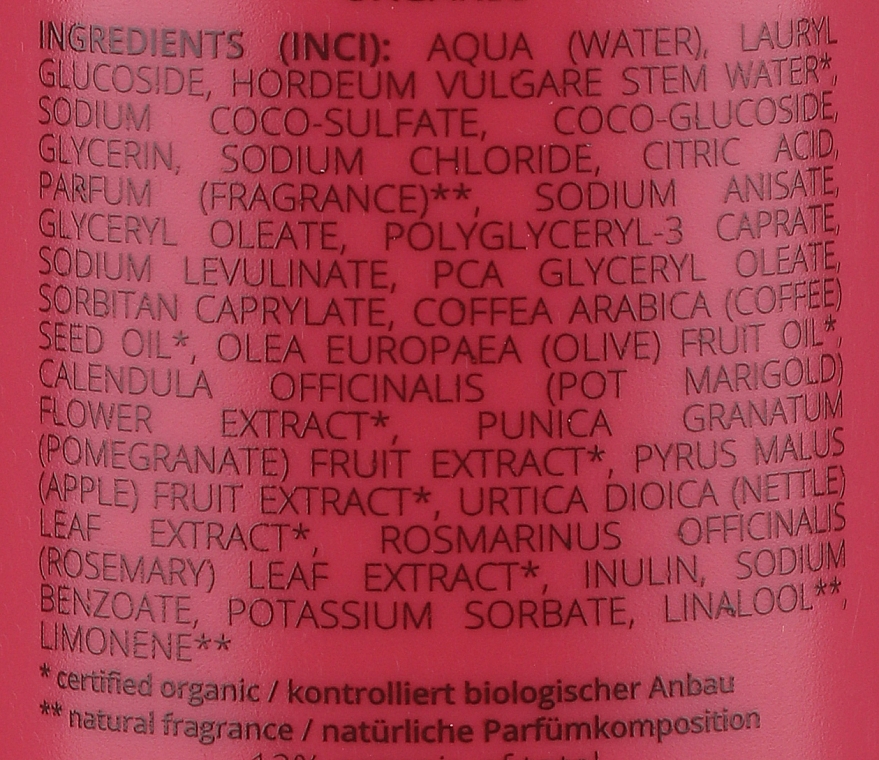 INGREDIENTS (INCI): AQUA (WATER), LAURYL
GLUCOSIDE, HORDEUM VULGARE STEM WATER*,
SODIUM COCO-SULFATE, COCO-GLUCOSIDE,
GLYCERIN, SODIUM CHLORIDE, CITRIC ACID,
PARFUM (FRAGRANCE)**, SODIUM ANISATE,
GLYCERYL OLEATE, POLYGLYCERYL-3 CAPRATE,
SODIUM LEVULINATE, PCA GLYCERYL OLEATE,
SORBITAN CAPRYLATE, COFFEA ARABICA (COFFEE)
SEED OIL*, OLEA EUROPAEA (OLIVE) FRUIT OIL*,
CALENDULA OFFICINALIS (POT MARIGOLD)
FLOWER EXTRACT*, PUNICA GRANATUM
(POMEGRANATE) FRUIT EXTRACT*, PYRUS MALUS
(APPLE) FRUIT EXTRACT*, URTICA DIOICA (NETTLE)
LEAF EXTRACT*, ROSMARINUS OFFICINALIS
(ROSEMARY) LEAF EXTRACT*, INULIN, SODIUM
BENZOATE, POTASSIUM SORBATE, LINALOOL**,
LIMONENE**
* certified organic / kontrolliert biologischer Anbau
** natural fragrance / natürliche Parfümkomposition